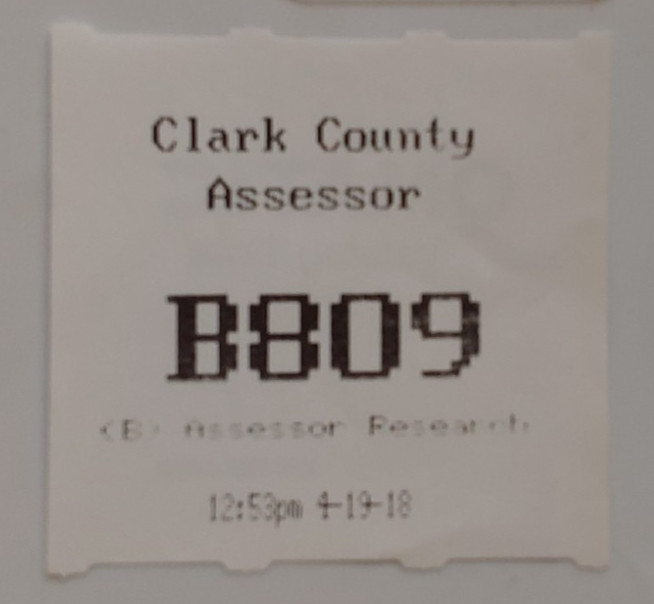 Clark County
Assessor
B809
(B) Assessor Research
12:53pm 4-19-18